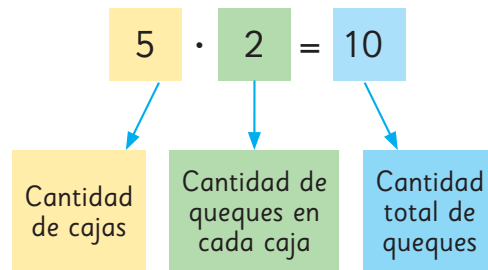 5 · 2 = 10
Cantidad
de cajas
Cantidad de
queques en
cada caja
Cantidad
total de
queques